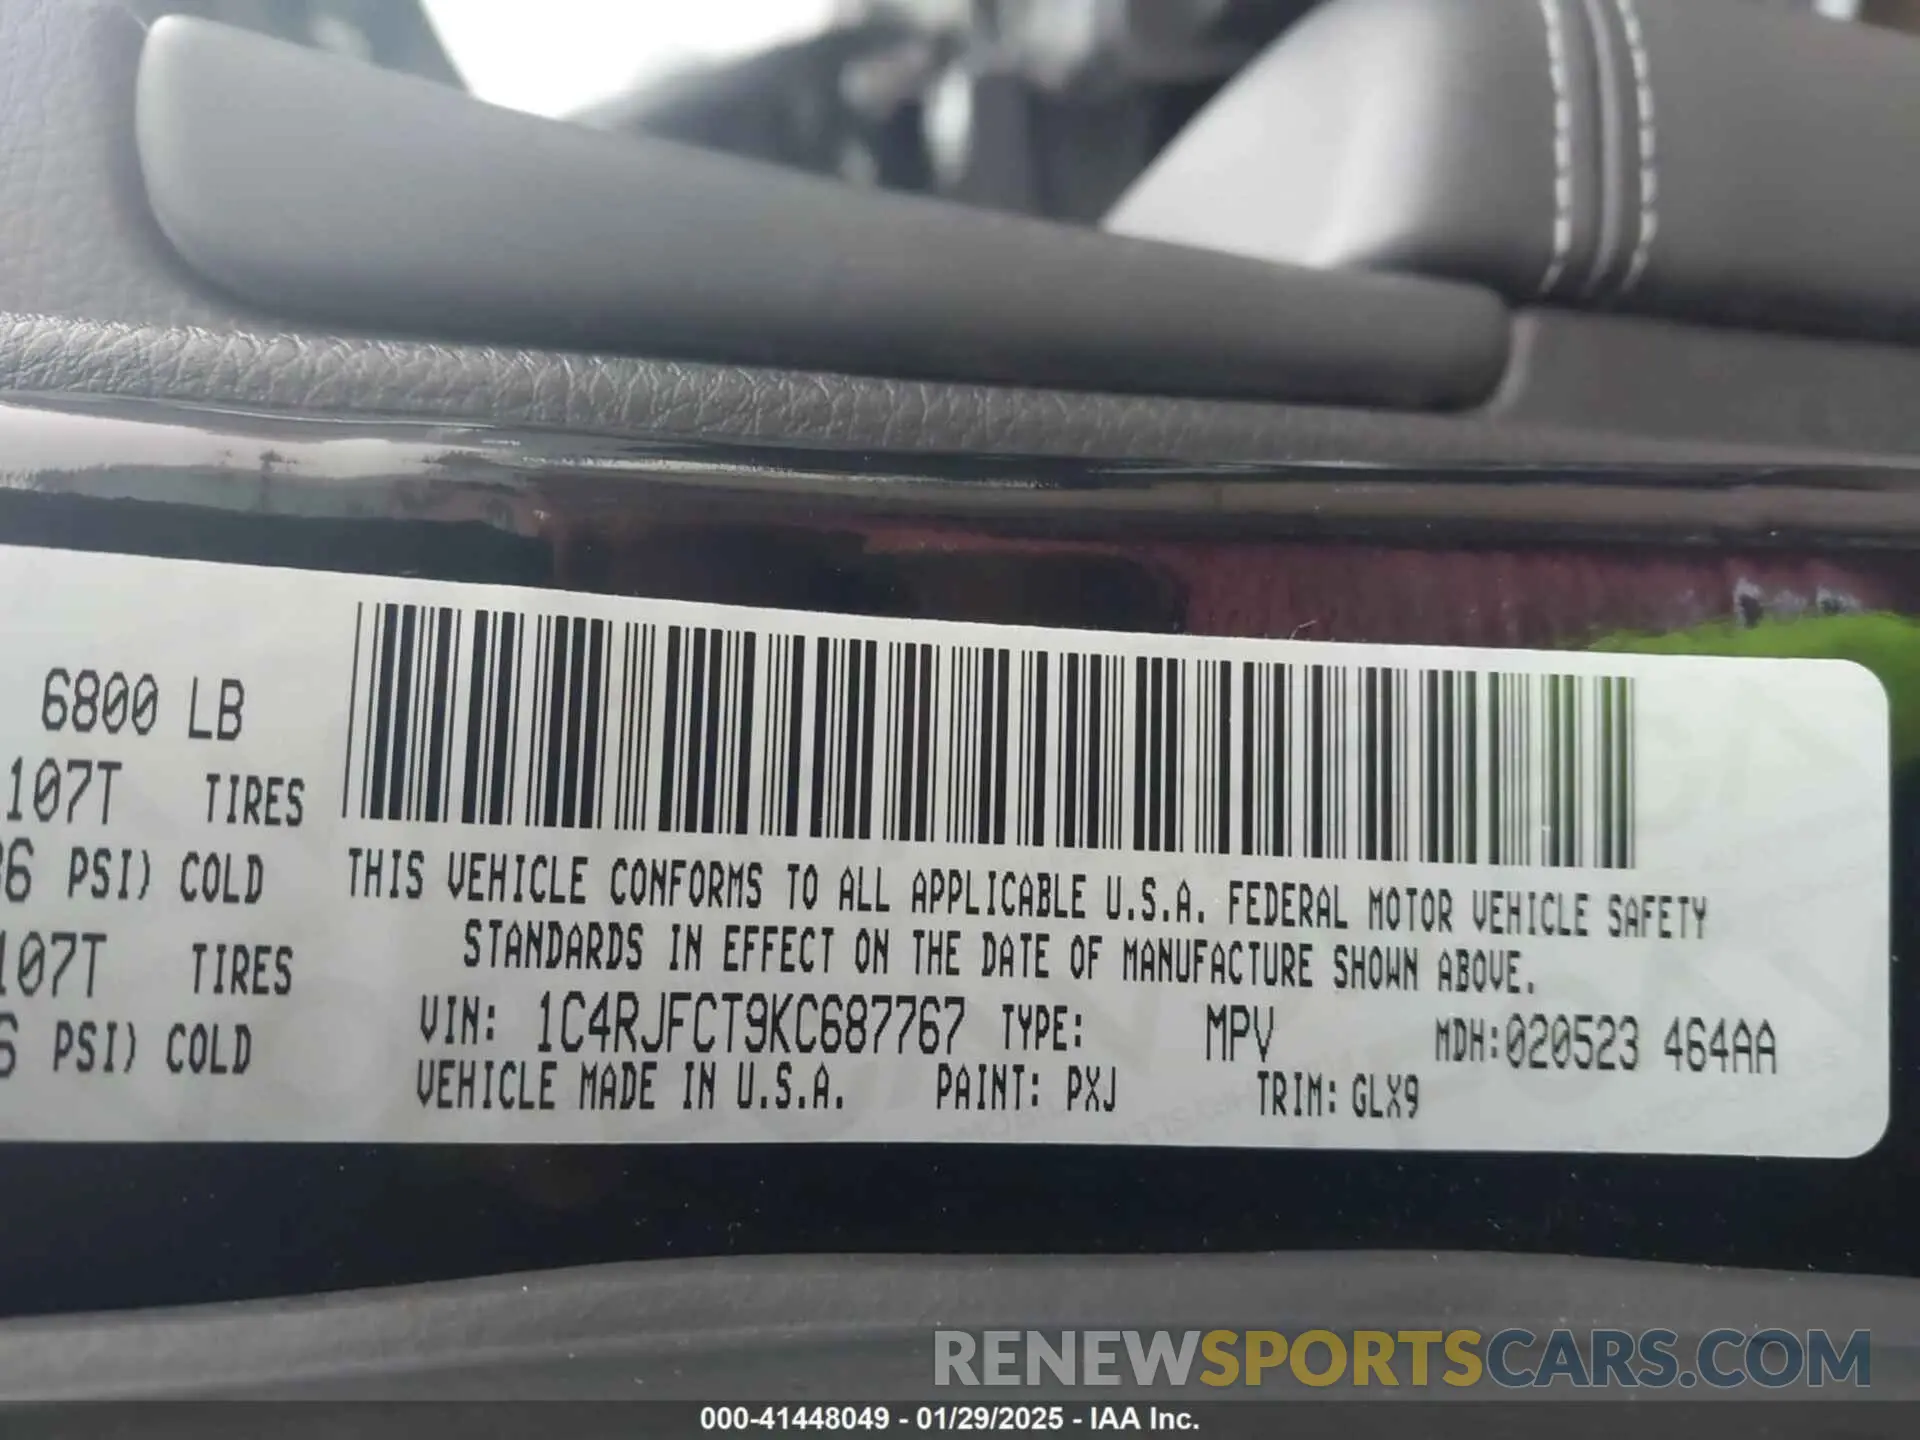 6800 LB
107T TIRES
36 PSI) COLD
107T TIRES
6 PSI) COLD
THIS VEHICLE CONFORMS TO ALL APPLICABLE U.S.A. FEDERAL MOTOR VEHICLE SAFETY
STANDARDS IN EFFECT ON THE DATE OF MANUFACTURE SHOWN ABOVE.
VIN: 1C4RJFCT9KC687767 TYPE: MPV MDH:020523 464AA
VEHICLE MADE IN U.S.A. PAINT: PXJ TRIM: GLX9
RENEWSPORTSCARS.COM
000-41448049 - 01/29/2025 - IAA Inc.